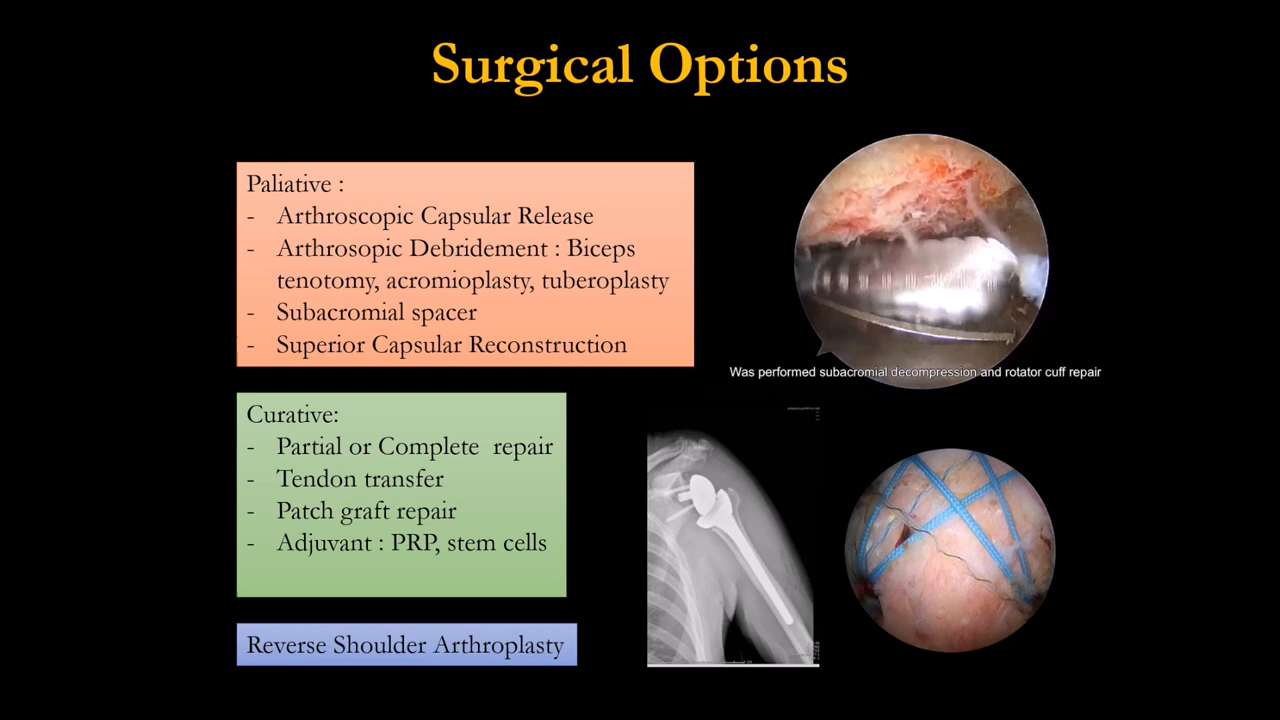 Surgical Options
Paliative :
- Arthroscopic Capsular Release
- Arthrosopic Debridement : Biceps
tenotomy, acromioplasty, tuberoplasty
- Subacromial spacer
- Superior Capsular Reconstruction
Was performed subacromial decompression and rotator cuff repair
Curative:
- Partial or Complete repair
- Tendon transfer
- Patch graft repair
- Adjuvant : PRP, stem cells
Reverse Shoulder Arthroplasty